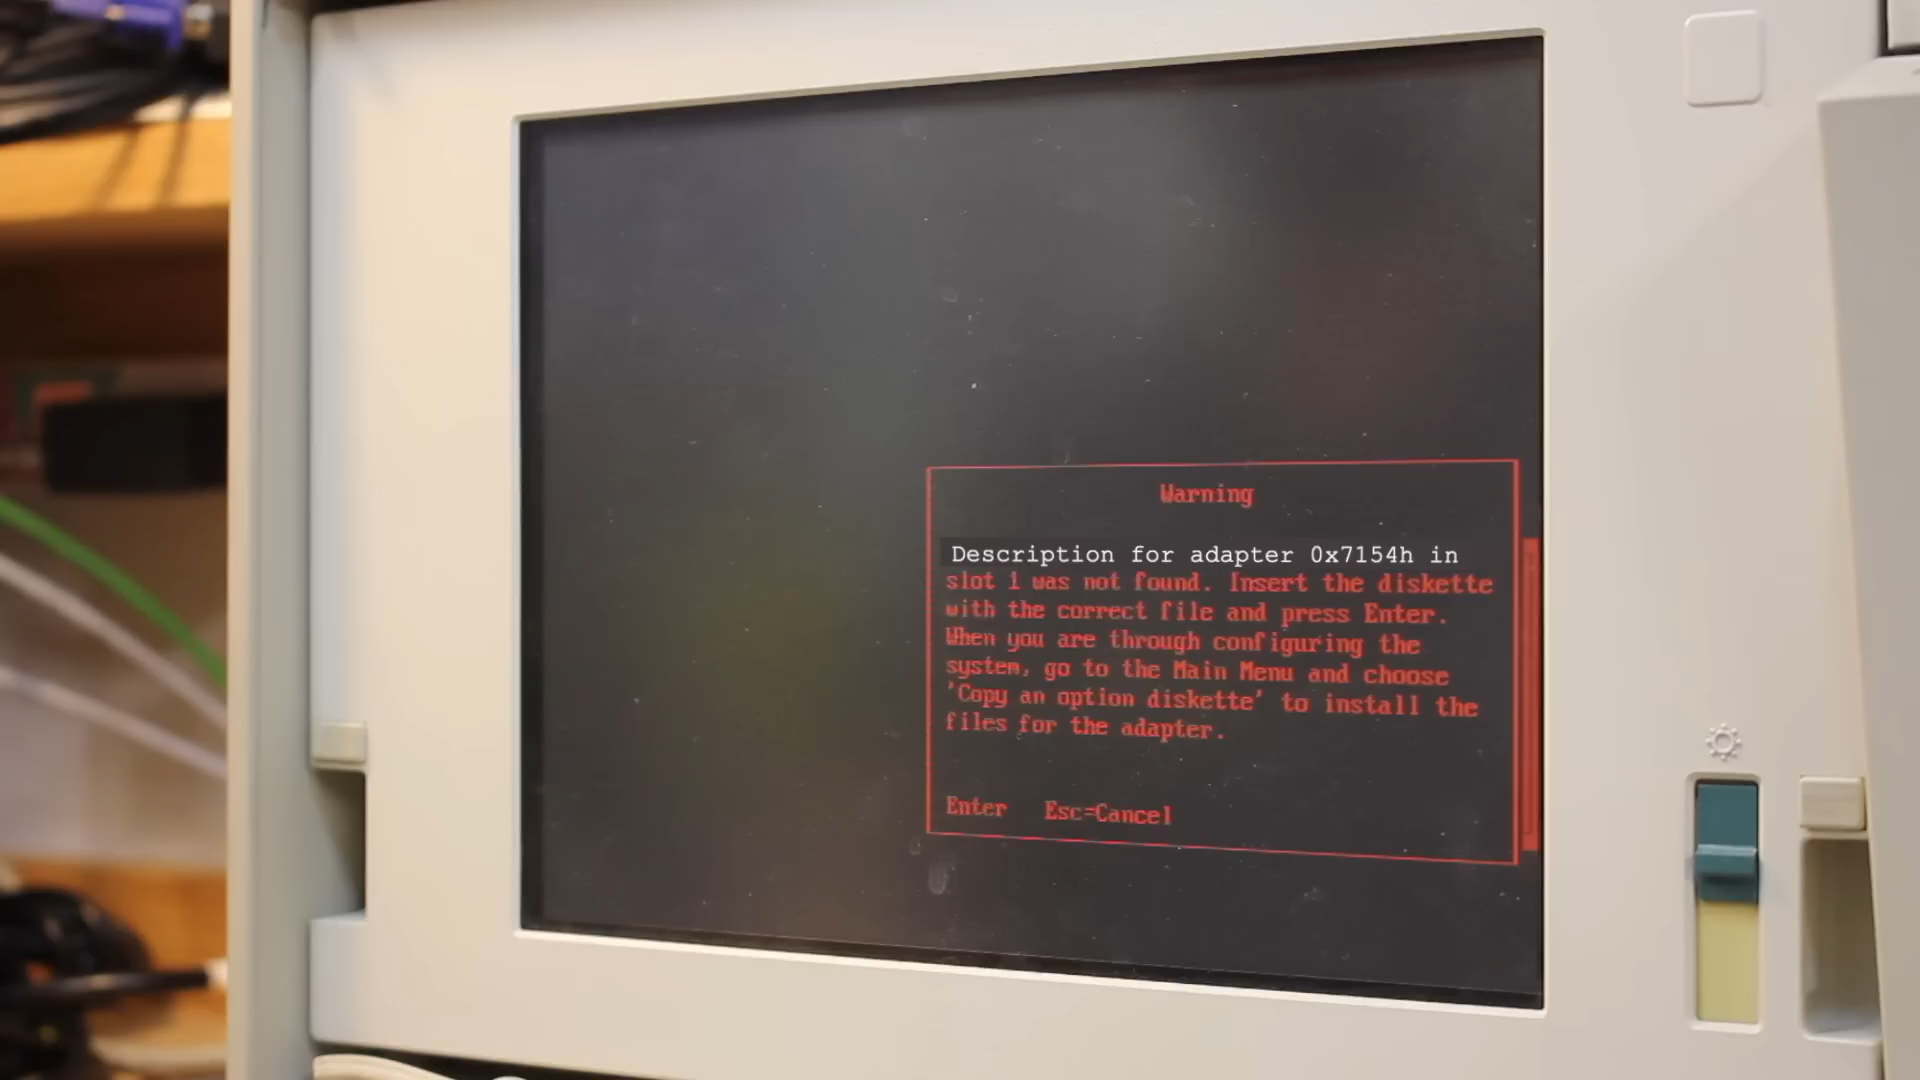 Warning
Description for adapter 0x7154h in
slot 1 was not found. Insert the diskette
with the correct file and press Enter.
When you are through configuring the
system, go to the Main Menu and choose
'Copy an option diskette' to install the
files for the adapter.
Enter Esc=Cancel